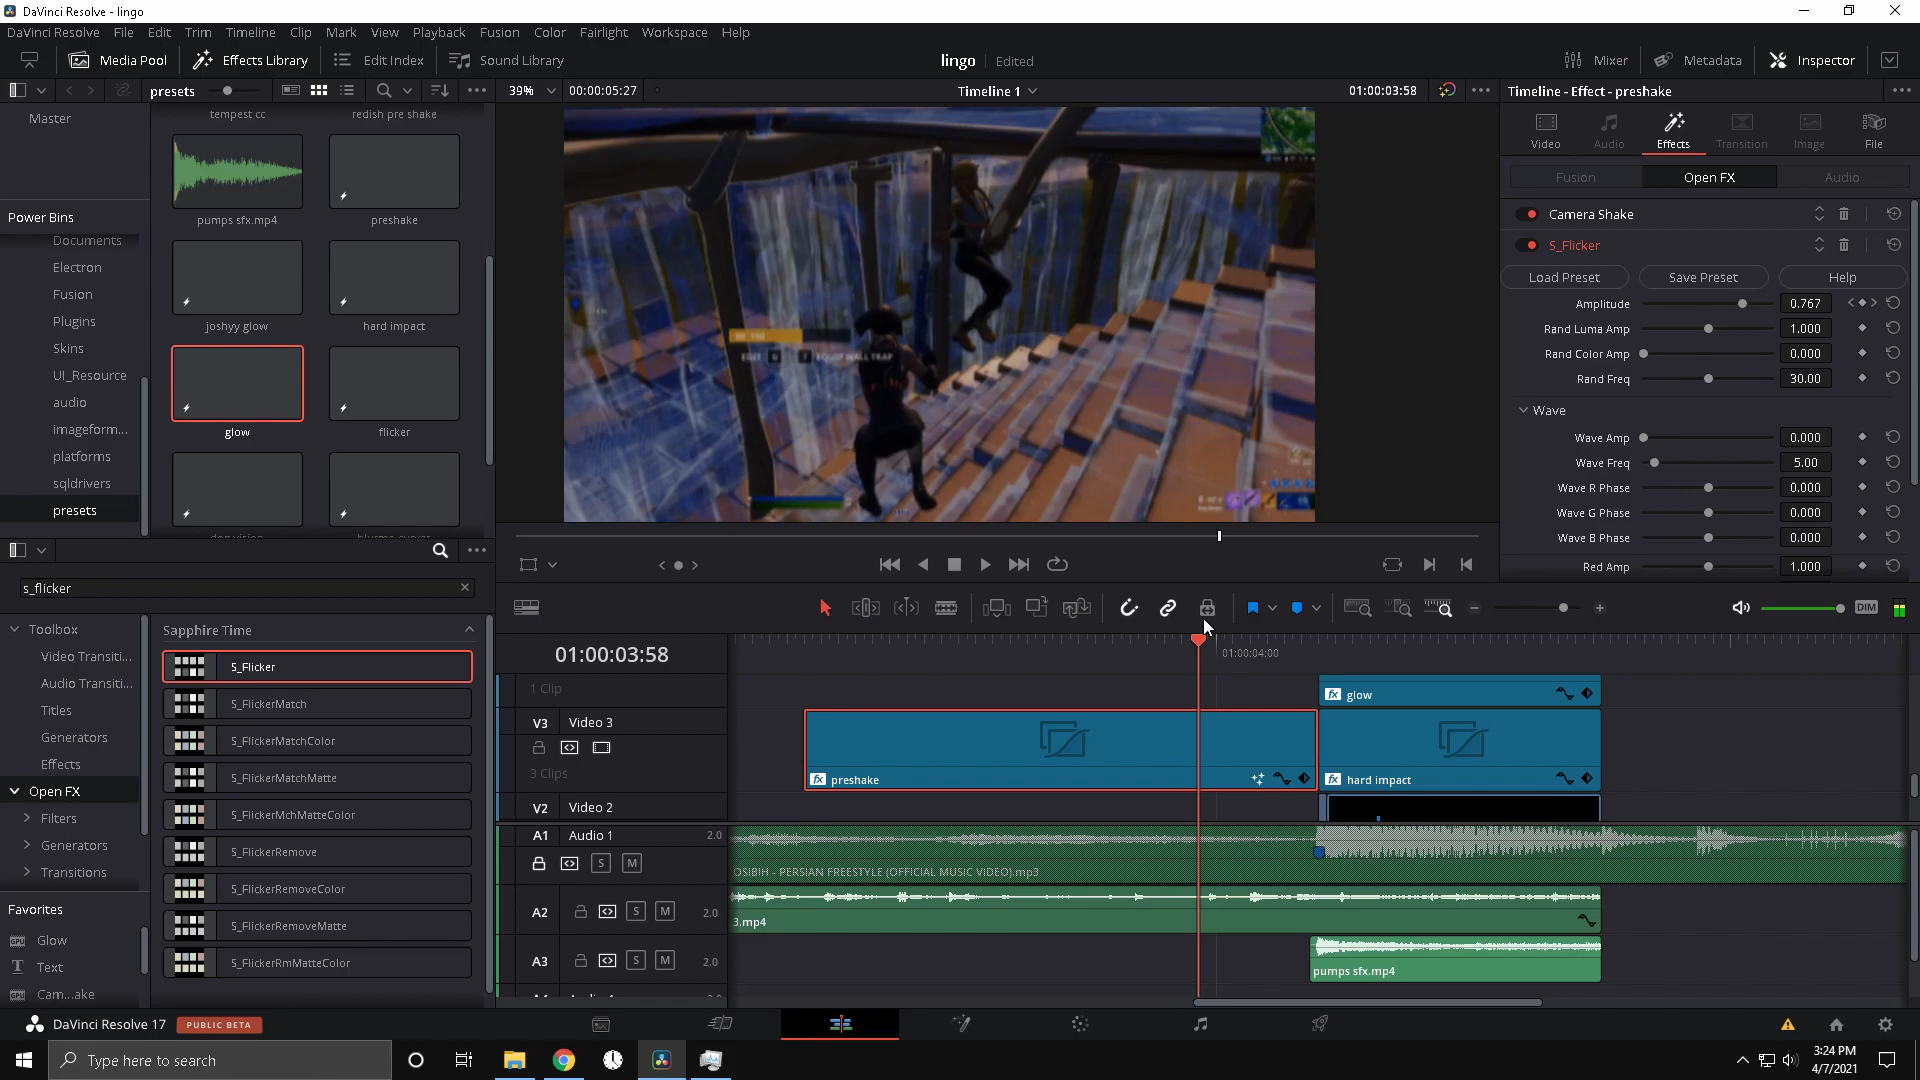 DaVinci Resolve - lingo
DaVinci Resolve File Edit Trim Timeline Clip Mark View Playback Fusion Color Fairlight Workspace Help
Media Pool Effects Library Edit Index Sound Library lingo Edited Mixer Metadata Inspector
presets 39% 00:00:05:27 Timeline 1 01:00:03:58 Timeline - Effect - preshake
Master
tempest cc redish pre shake
Video Audio Effects Transition Image File
Fusion Open FX Audio
pumps sfx.mp4 preshake
Power Bins
Documents
Electron
Fusion
Plugins
Skins
UI_Resource
audio
imageform...
platforms
sqldrivers
presets
joshyy glow hard impact
glow flicker
Camera Shake
S_Flicker
Load Preset Save Preset Help
Amplitude 0.767
Rand Luma Amp 1.000
Rand Color Amp 0.000
Rand Freq 30.00
Wave
Wave Amp 0.000
Wave Freq 5.00
Wave R Phase 0.000
Wave G Phase 0.000
Wave B Phase 0.000
Red Amp 1.000
EDIT EQUIP WALL TRAP
s_flicker
Toolbox
Video Transiti...
Audio Transiti...
Titles
Generators
Effects
Open FX
Filters
Generators
Transitions
Favorites
Glow
Text
Cam...ake
Sapphire Time
S_Flicker
S_FlickerMatch
S_FlickerMatchColor
S_FlickerMatchMatte
S_FlickerMchMatteColor
S_FlickerRemove
S_FlickerRemoveColor
S_FlickerRemoveMatte
S_FlickerRmMatteColor
DIM
01:00:03:58 01:00:04:00
1 Clip glow
V3 Video 3
3 Clips preshake hard impact
V2 Video 2
A1 Audio 1 2.0
S M
OSIBIH - PERSIAN FREESTYLE (OFFICIAL MUSIC VIDEO).mp3
A2 S M 2.0
3.mp4
A3 S M 2.0
pumps sfx.mp4
DaVinci Resolve 17 PUBLIC BETA
Type here to search
3:24 PM
4/7/2021